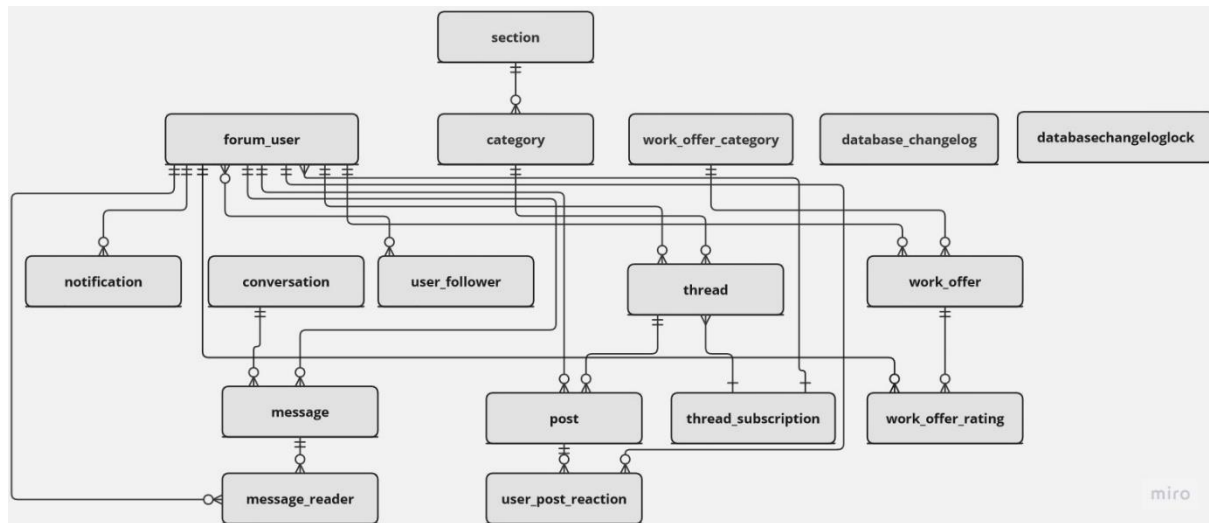 section
forum_user
category
work_offer_category
database_changelog
databasechangeloglock
notification
conversation
user_follower
thread
work_offer
message
post
thread_subscription
work_offer_rating
message_reader
user_post_reaction
miro